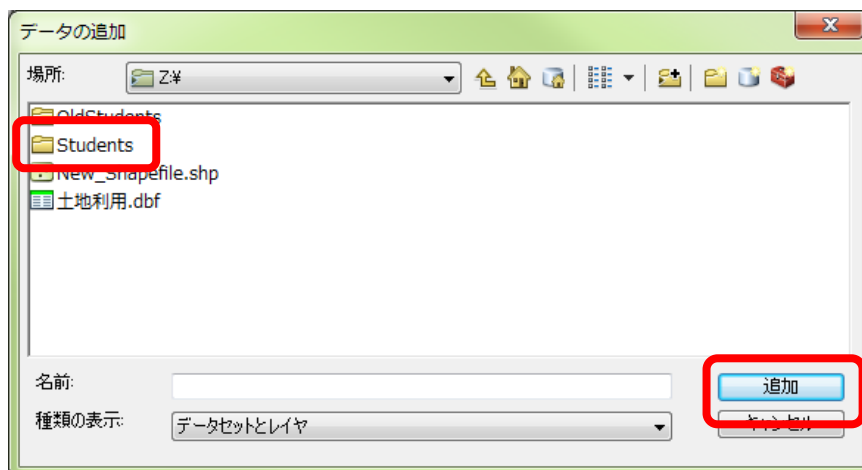 データの追加
場所:
Z:¥
OldStudents
Students
New_Shapefile.shp
土地利用.dbf
名前:
追加
種類の表示:
データセットとレイヤ
キャンセル